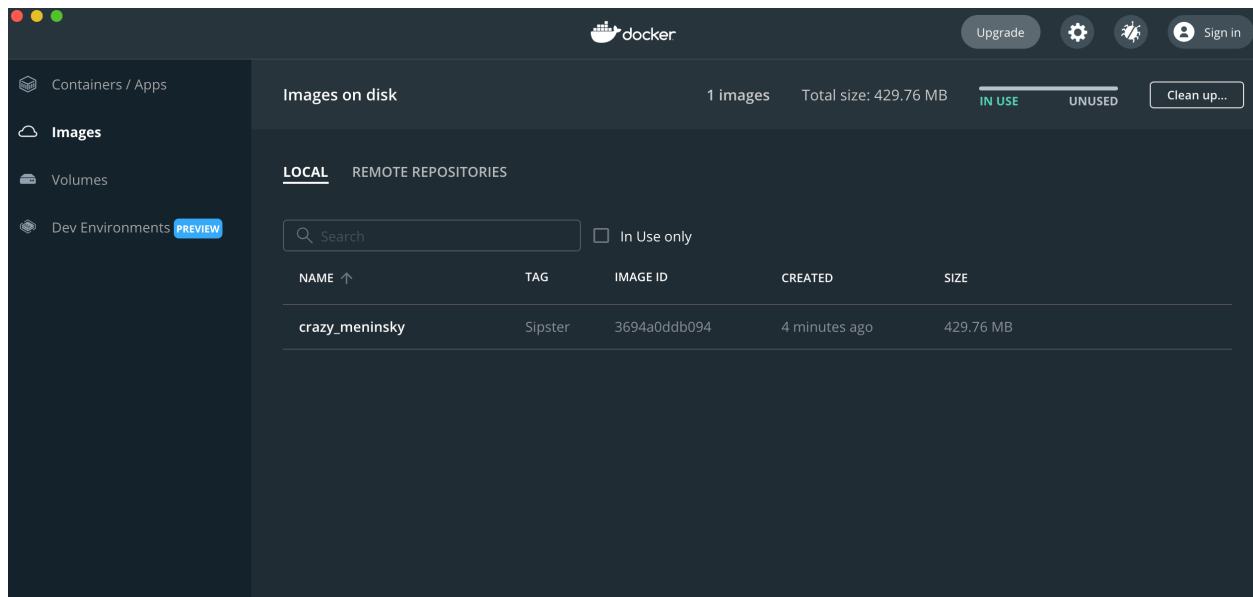 docker
Upgrade
Sign in
Containers / Apps
Images
Volumes
Dev Environments PREVIEW
Images on disk
1 images
Total size: 429.76 MB
IN USE
UNUSED
Clean up...
LOCAL
REMOTE REPOSITORIES
Search
In Use only
NAME TAG IMAGE ID CREATED SIZE
crazy_meninsky Sipster 3694a0ddb094 4 minutes ago 429.76 MB